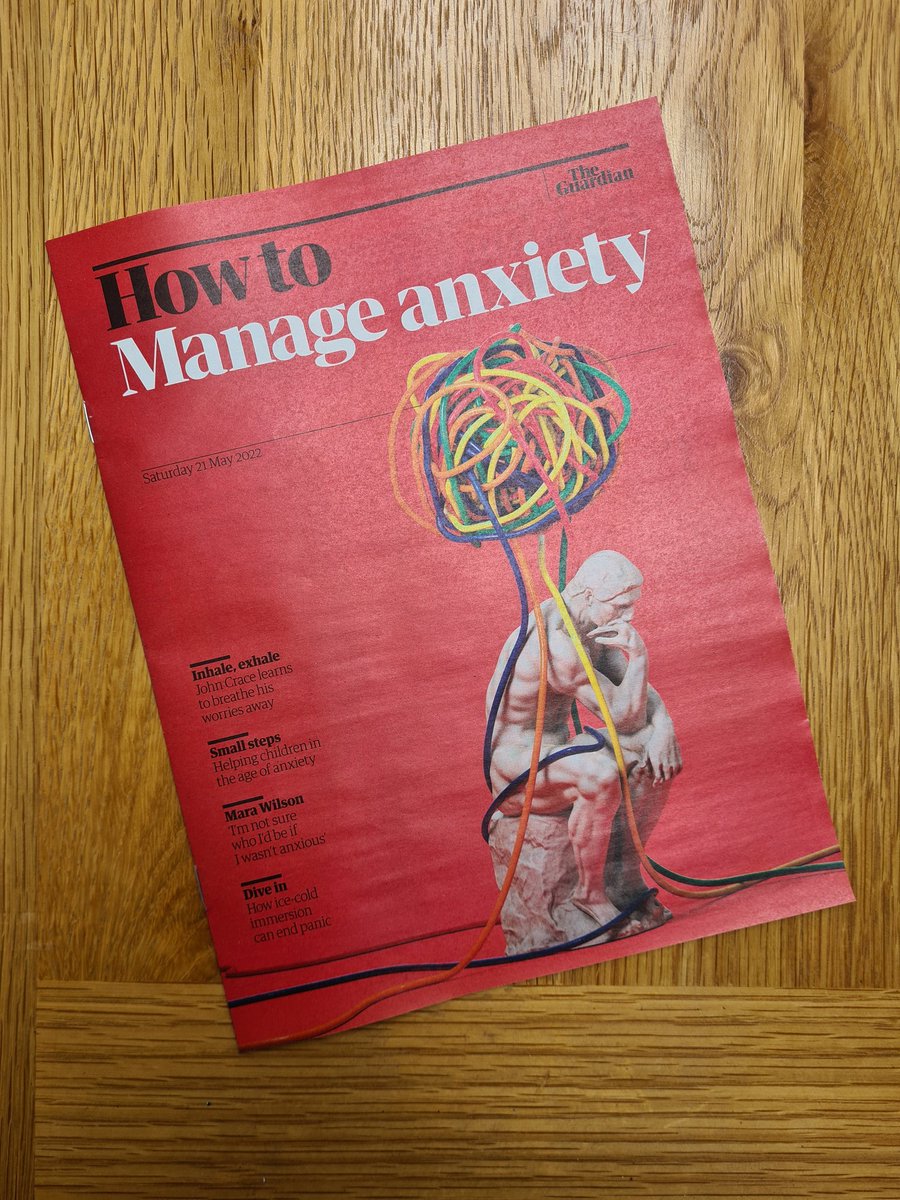 The
Guardian
How to
Manage anxiety
Saturday 21 May 2022
Inhale, exhale
John Crace learns
to breathe his
worries away
Small steps
Helping children in
the age of anxiety
Mara Wilson
'I'm not sure
who I'd be if
I wasn't anxious'
Dive in
How ice-cold
immersion
can end panic